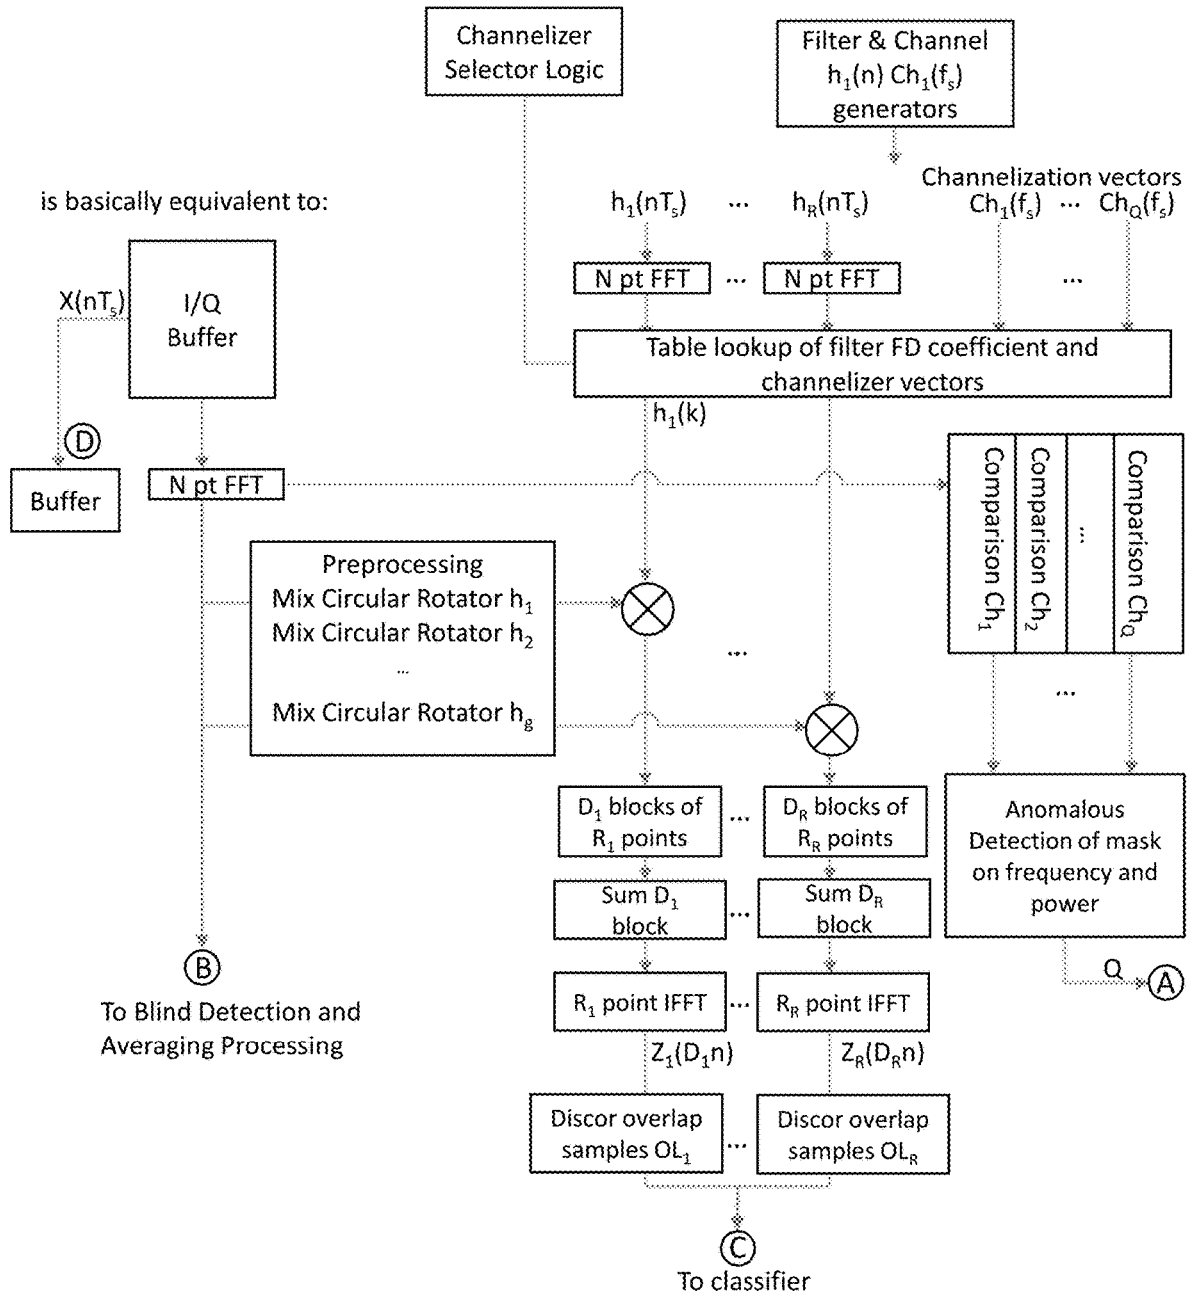 Channelizer
Selector Logic
Filter & Channel
h1(n) Ch1(fs)
generators
is basically equivalent to:
Channelization vectors
h1(nTs) ... hR(nTs)
Ch1(fs) ... ChQ(fs)
N pt FFT ... N pt FFT
...
X(nTs)
I/Q
Buffer
Table lookup of filter FD coefficient and
channelizer vectors
h1(k)
D
Buffer
N pt FFT
Comparison Ch1
Comparison Ch2
...
Comparison ChQ
Preprocessing
Mix Circular Rotator h1
Mix Circular Rotator h2
...
Mix Circular Rotator hg
...
...
D1 blocks of
R1 points
...
DR blocks of
RR points
Anomalous
Detection of mask
on frequency and
power
Sum D1
block
...
Sum DR
block
B
To Blind Detection and
Averaging Processing
R1 point IFFT ... RR point IFFT
Q
A
Z1(D1n)
ZR(DRn)
Discor overlap
samples OL1
...
Discor overlap
samples OLR
C
To classifier